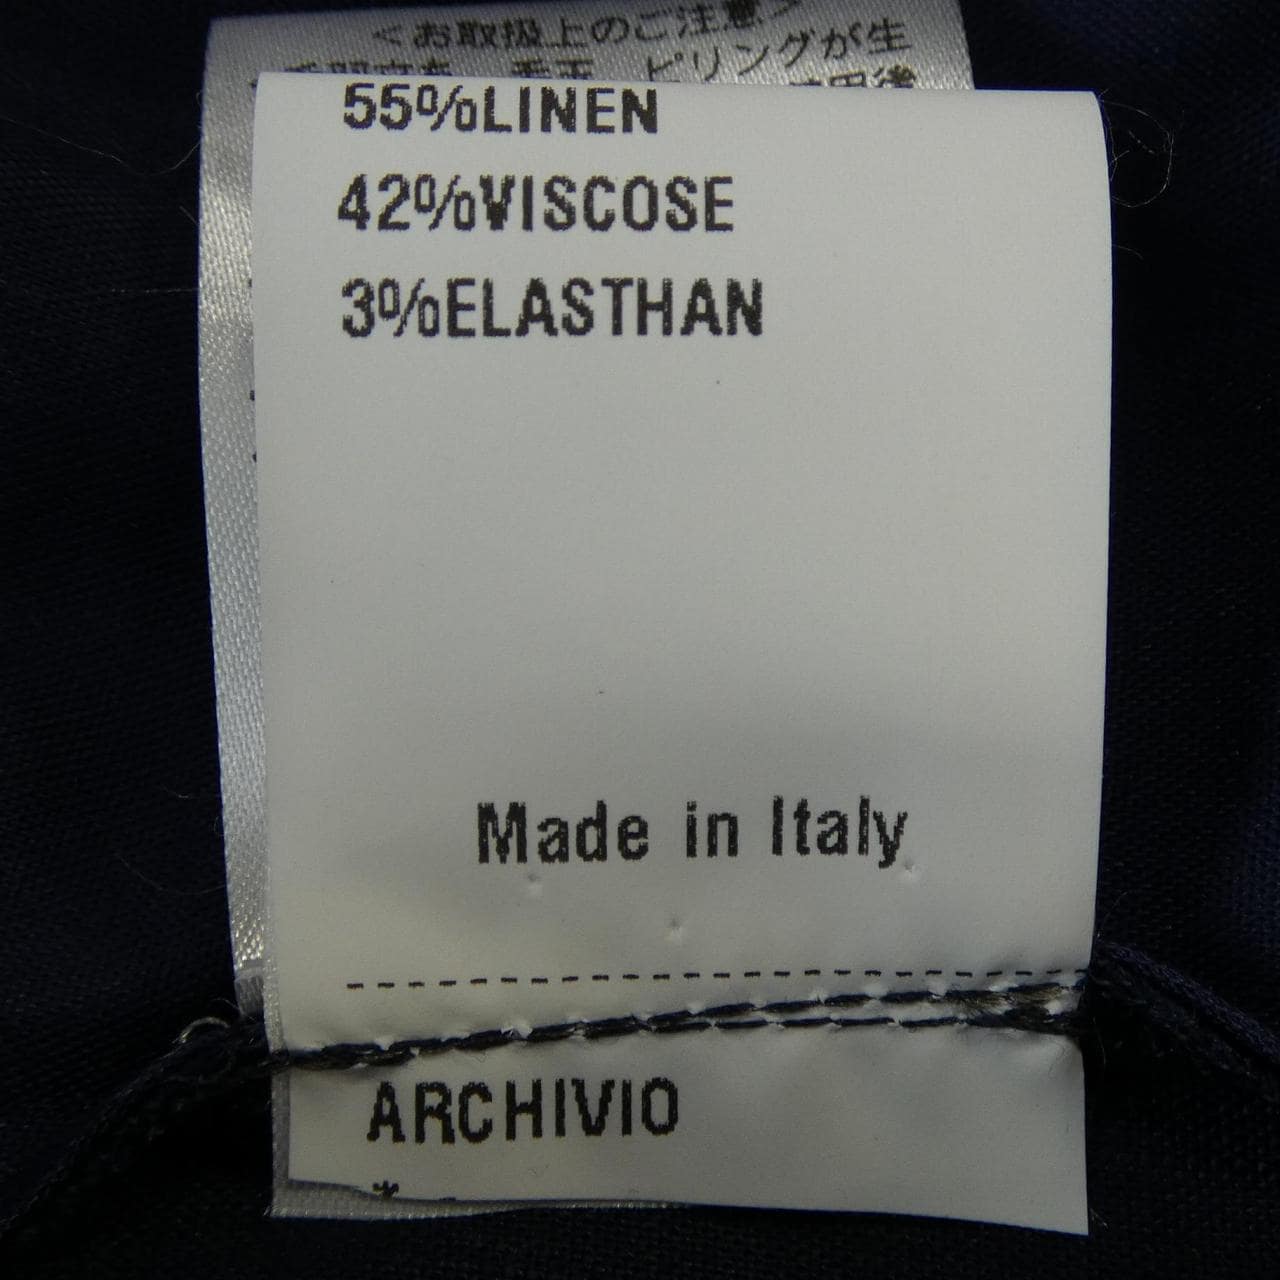 ＜お取扱上のご注意＞
ピリングが生
55%LINEN
42%VISCOSE
3%ELASTHAN
Made in Italy
ARCHIVIO
*